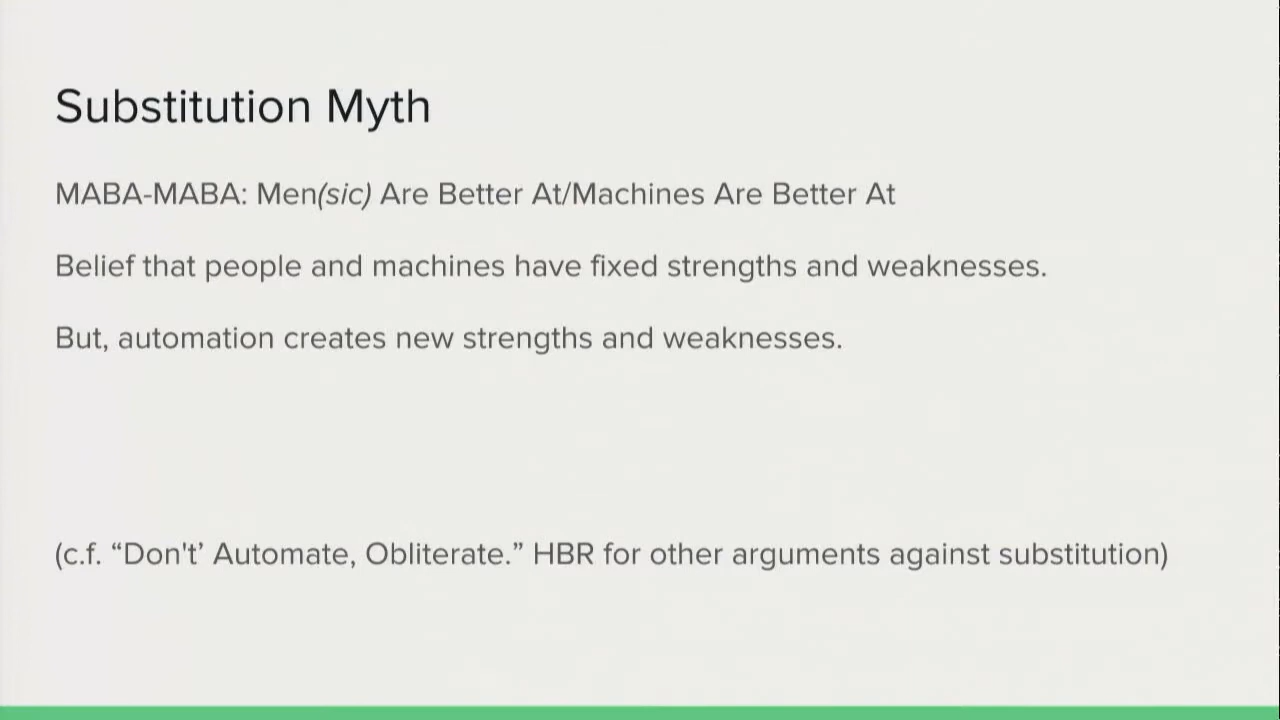 Substitution Myth
MABA-MABA: Men(sic) Are Better At/Machines Are Better At
Belief that people and machines have fixed strengths and weaknesses.
But, automation creates new strengths and weaknesses.
(c.f. “Don't’ Automate, Obliterate.” HBR for other arguments against substitution)